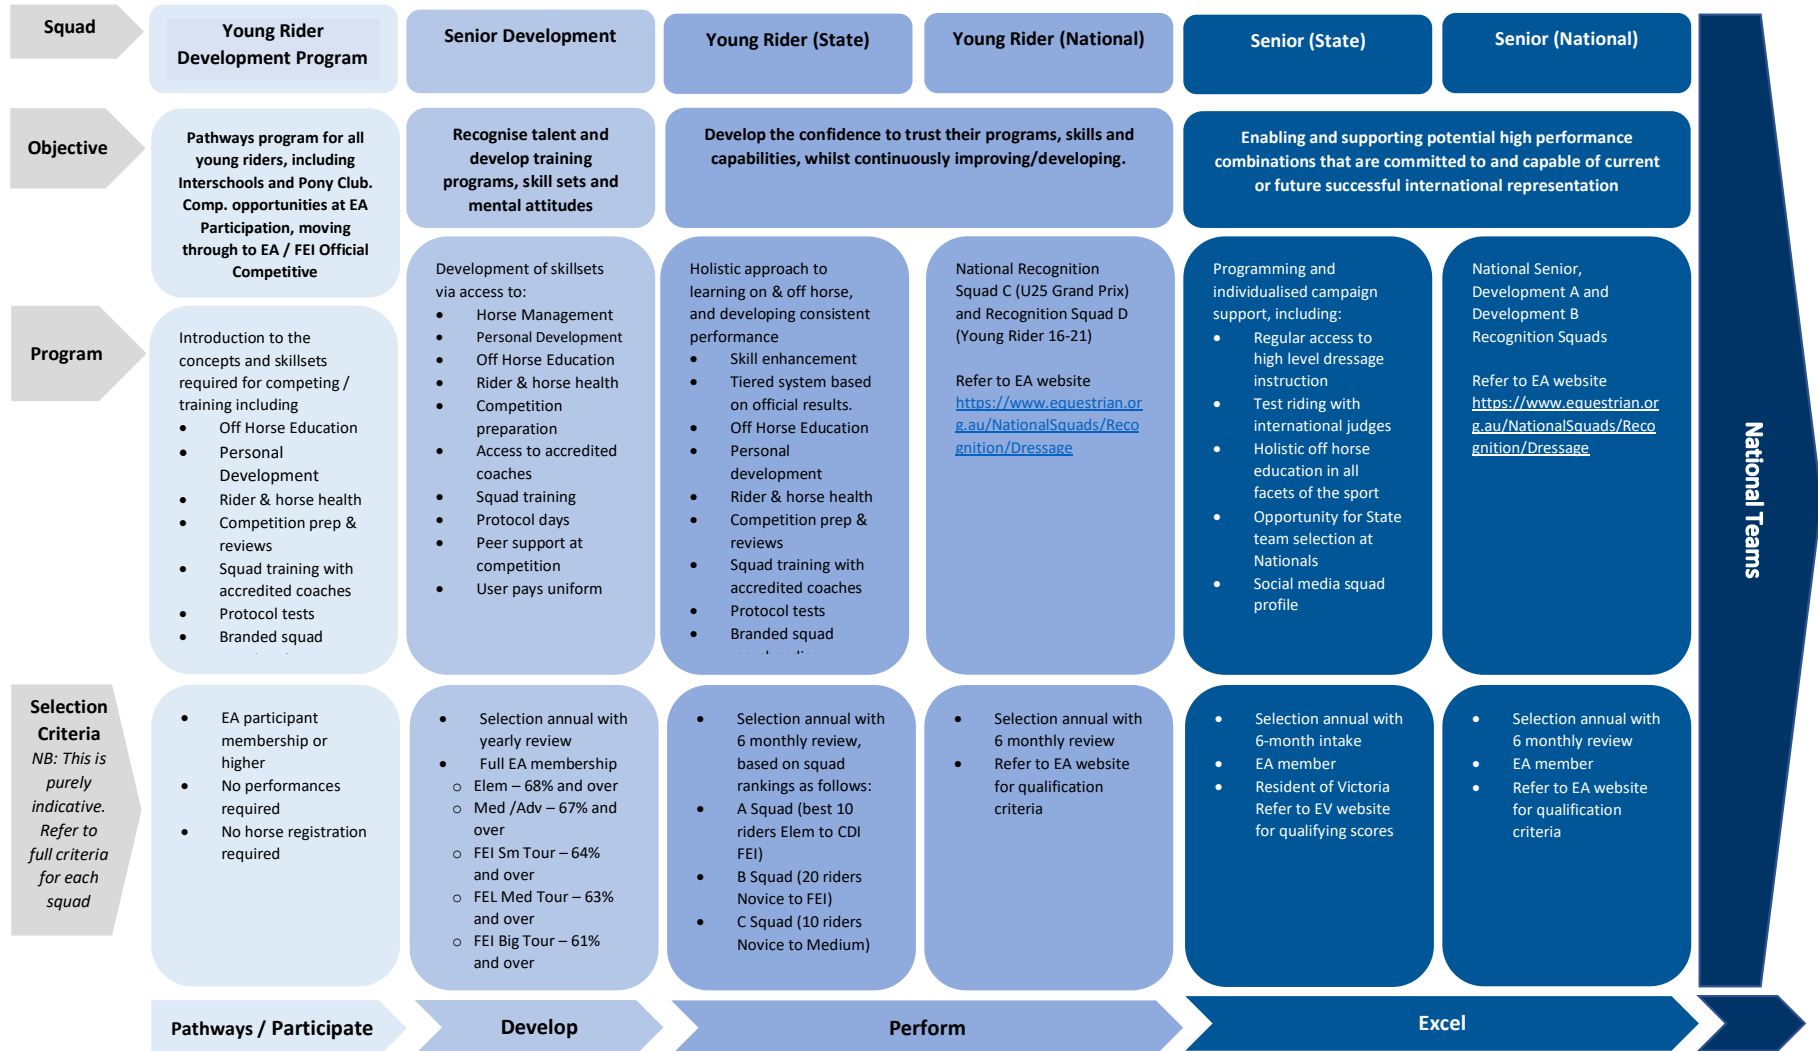 Squad
Young Rider
Development Program
Senior Development
Young Rider (State)
Young Rider (National)
Senior (State)
Senior (National)
Objective
Pathways program for all
young riders, including
Interschools and Pony Club.
Comp. opportunities at EA
Participation, moving
through to EA / FEI Official
Competitive
Recognise talent and
develop training
programs, skill sets and
mental attitudes
Develop the confidence to trust their programs, skills and
capabilities, whilst continuously improving/developing.
Enabling and supporting potential high performance
combinations that are committed to and capable of current
or future successful international representation
Program
Introduction to the
concepts and skillsets
required for competing /
training including
• Off Horse Education
• Personal
Development
• Rider & horse health
• Competition prep &
reviews
• Squad training with
accredited coaches
• Protocol tests
• Branded squad
Development of skillsets
via access to:
• Horse Management
• Personal Development
• Off Horse Education
• Rider & horse health
• Competition
preparation
• Access to accredited
coaches
• Squad training
• Protocol days
• Peer support at
competition
• User pays uniform
Holistic approach to
learning on & off horse,
and developing consistent
performance
• Skill enhancement
• Tiered system based
on official results.
• Off Horse Education
• Personal
development
• Rider & horse health
• Competition prep &
reviews
• Squad training with
accredited coaches
• Protocol tests
• Branded squad
National Recognition
Squad C (U25 Grand Prix)
and Recognition Squad D
(Young Rider 16-21)
Refer to EA website
https://www.equestrian.or
g.au/NationalSquads/Reco
gnition/Dressage
Programming and
individualised campaign
support, including:
• Regular access to
high level dressage
instruction
• Test riding with
international judges
• Holistic off horse
education in all
facets of the sport
• Opportunity for State
team selection at
Nationals
• Social media squad
profile
National Senior,
Development A and
Development B
Recognition Squads
Refer to EA website
https://www.equestrian.or
g.au/NationalSquads/Reco
gnition/Dressage
National Teams
Selection
Criteria
NB: This is
purely
indicative.
Refer to
full criteria
for each
squad
• EA participant
membership or
higher
• No performances
required
• No horse registration
required
• Selection annual with
yearly review
• Full EA membership
o Elem – 68% and over
o Med /Adv – 67% and
over
o FEI Sm Tour – 64%
and over
o FEL Med Tour – 63%
and over
o FEI Big Tour – 61%
and over
• Selection annual with
6 monthly review,
based on squad
rankings as follows:
• A Squad (best 10
riders Elem to CDI
FEI)
• B Squad (20 riders
Novice to FEI)
• C Squad (10 riders
Novice to Medium)
• Selection annual with
6 monthly review
• Refer to EA website
for qualification
criteria
• Selection annual with
6-month intake
• EA member
• Resident of Victoria
Refer to EV website
for qualifying scores
• Selection annual with
6 monthly review
• EA member
• Refer to EA website
for qualification
criteria
Pathways / Participate
Develop
Perform
Excel